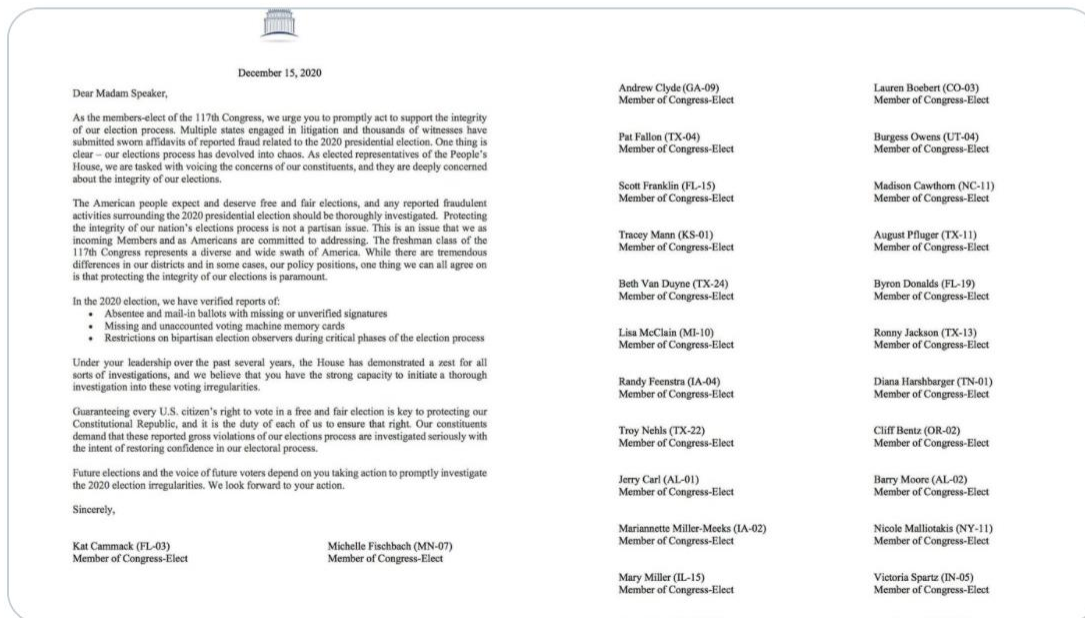 December 15, 2020
Dear Madam Speaker,
As the members-elect of the 117th Congress, we urge you to promptly act to support the integrity
of our election process. Multiple states engaged in litigation and thousands of witnesses have
submitted sworn affidavits of reported fraud related to the 2020 presidential election. One thing is
clear – our elections process has devolved into chaos. As elected representatives of the People's
House, we are tasked with voicing the concerns of our constituents, and they are deeply concerned
about the integrity of our elections.
The American people expect and deserve free and fair elections, and any reported fraudulent
activities surrounding the 2020 presidential election should be thoroughly investigated. Protecting
the integrity of our nation's elections process is not a partisan issue. This is an issue that we as
incoming Members and as Americans are committed to addressing. The freshman class of the
117th Congress represents a diverse and wide swath of America. While there are tremendous
differences in our districts and in some cases, our policy positions, one thing we can all agree on
is that protecting the integrity of our elections is paramount.
In the 2020 election, we have verified reports of:
• Absentee and mail-in ballots with missing or unverified signatures
• Missing and unaccounted voting machine memory cards
• Restrictions on bipartisan election observers during critical phases of the election process
Under your leadership over the past several years, the House has demonstrated a zest for all
sorts of investigations, and we believe that you have the strong capacity to initiate a thorough
investigation into these voting irregularities.
Guaranteeing every U.S. citizen's right to vote in a free and fair election is key to protecting our
Constitutional Republic, and it is the duty of each of us to ensure that right. Our constituents
demand that these reported gross violations of our elections process are investigated seriously with
the intent of restoring confidence in our electoral process.
Future elections and the voice of future voters depend on you taking action to promptly investigate
the 2020 election irregularities. We look forward to your action.
Sincerely,
Kat Cammack (FL-03) Michelle Fischbach (MN-07)
Member of Congress-Elect Member of Congress-Elect
Andrew Clyde (GA-09) Lauren Boebert (CO-03)
Member of Congress-Elect Member of Congress-Elect
Pat Fallon (TX-04) Burgess Owens (UT-04)
Member of Congress-Elect Member of Congress-Elect
Scott Franklin (FL-15) Madison Cawthorn (NC-11)
Member of Congress-Elect Member of Congress-Elect
Tracey Mann (KS-01) August Pfluger (TX-11)
Member of Congress-Elect Member of Congress-Elect
Beth Van Duyne (TX-24) Byron Donalds (FL-19)
Member of Congress-Elect Member of Congress-Elect
Lisa McClain (MI-10) Ronny Jackson (TX-13)
Member of Congress-Elect Member of Congress-Elect
Randy Feenstra (IA-04) Diana Harshbarger (TN-01)
Member of Congress-Elect Member of Congress-Elect
Troy Nehls (TX-22) Cliff Bentz (OR-02)
Member of Congress-Elect Member of Congress-Elect
Jerry Carl (AL-01) Barry Moore (AL-02)
Member of Congress-Elect Member of Congress-Elect
Mariannette Miller-Meeks (IA-02) Nicole Malliotakis (NY-11)
Member of Congress-Elect Member of Congress-Elect
Mary Miller (IL-15) Victoria Spartz (IN-05)
Member of Congress-Elect Member of Congress-Elect